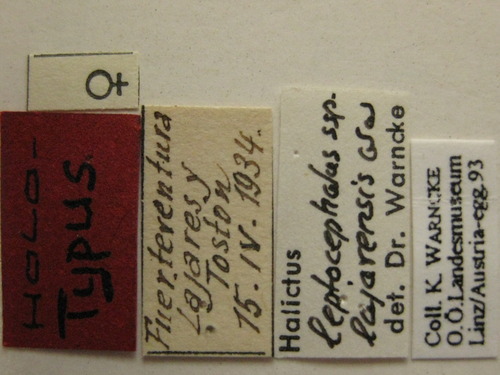 ♀
HOLO-
Typus.
Fuerteventura
Lajares y
Toston
15.IV.1934.
Halictus
leptocephalus ssp.
lajarensis
det. Dr. Warncke
Coll. K. WARNCKE
O.Ö.Landesmuseum
Linz/Austria-egg.93